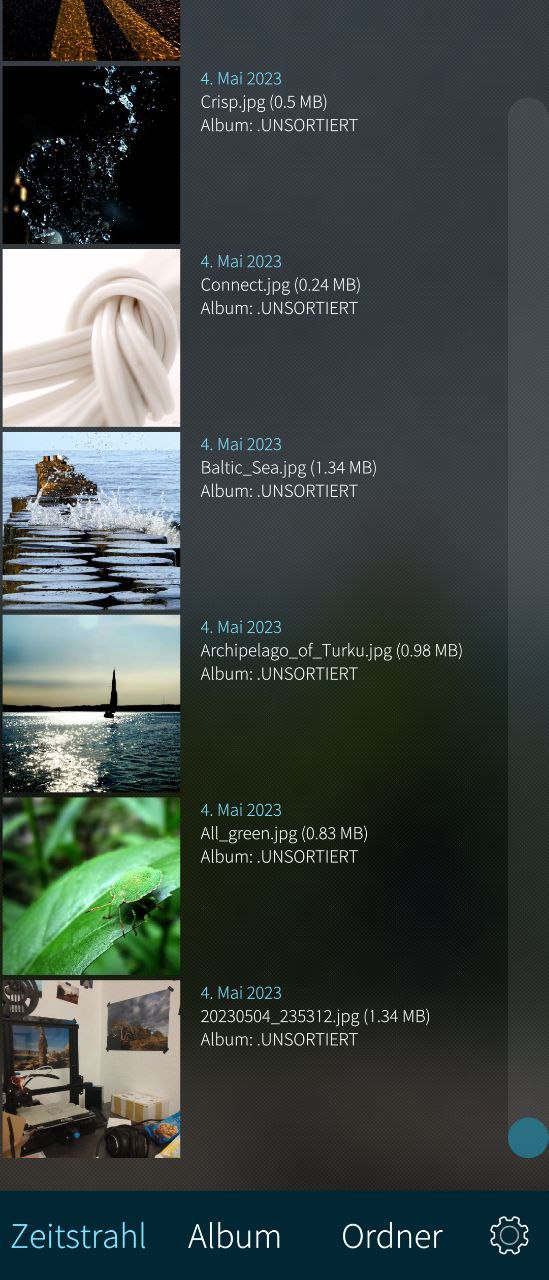 4. Mai 2023
Crisp.jpg (0.5 MB)
Album: .UNSORTIERT
4. Mai 2023
Connect.jpg (0.24 MB)
Album: .UNSORTIERT
4. Mai 2023
Baltic_Sea.jpg (1.34 MB)
Album: .UNSORTIERT
4. Mai 2023
Archipelago_of_Turku.jpg (0.98 MB)
Album: .UNSORTIERT
4. Mai 2023
All_green.jpg (0.83 MB)
Album: .UNSORTIERT
4. Mai 2023
20230504_235312.jpg (1.34 MB)
Album: .UNSORTIERT
Zeitstrahl Album Ordner